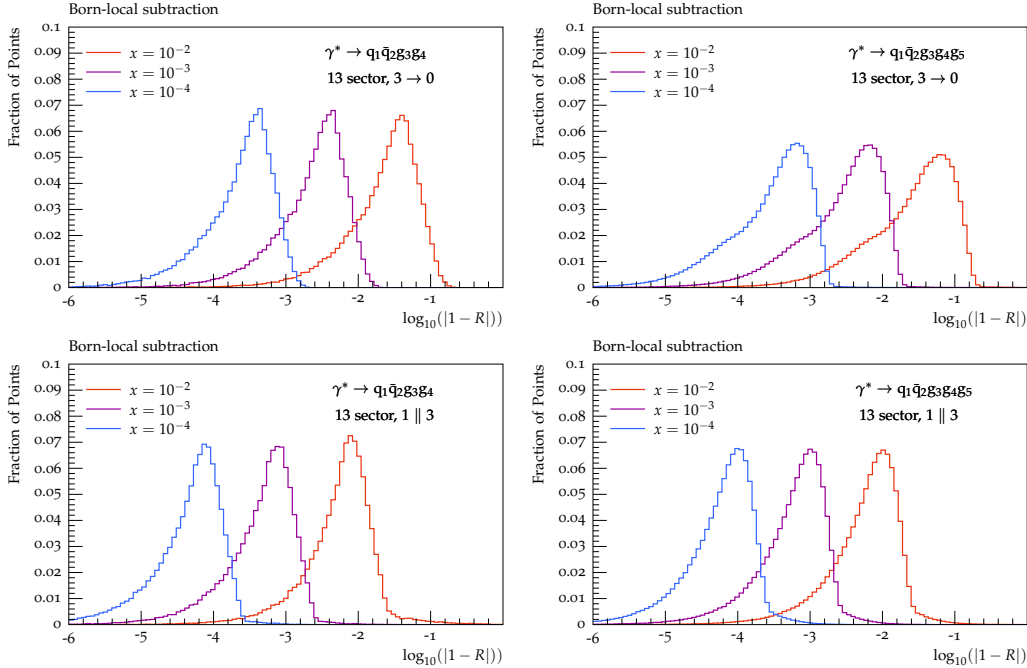 Born-local subtraction
Fraction of Points
0.1
0.09
0.08
0.07
0.06
0.05
0.04
0.03
0.02
0.01
0
x = 10⁻²
x = 10⁻³
x = 10⁻⁴
γ* → q₁q̄₂g₃g₄
13 sector, 3 → 0
-6 -5 -4 -3 -2 -1
log₁₀(|1 − R|))
Born-local subtraction
Fraction of Points
0.1
0.09
0.08
0.07
0.06
0.05
0.04
0.03
0.02
0.01
0
x = 10⁻²
x = 10⁻³
x = 10⁻⁴
γ* → q₁q̄₂g₃g₄g₅
13 sector, 3 → 0
-6 -5 -4 -3 -2 -1
log₁₀(|1 − R|)
Born-local subtraction
Fraction of Points
0.1
0.09
0.08
0.07
0.06
0.05
0.04
0.03
0.02
0.01
0
x = 10⁻²
x = 10⁻³
x = 10⁻⁴
γ* → q₁q̄₂g₃g₄
13 sector, 1 ∥ 3
-6 -5 -4 -3 -2 -1
log₁₀(|1 − R|))
Born-local subtraction
Fraction of Points
0.1
0.09
0.08
0.07
0.06
0.05
0.04
0.03
0.02
0.01
0
x = 10⁻²
x = 10⁻³
x = 10⁻⁴
γ* → q₁q̄₂g₃g₄g₅
13 sector, 1 ∥ 3
-6 -5 -4 -3 -2 -1
log₁₀(|1 − R|)